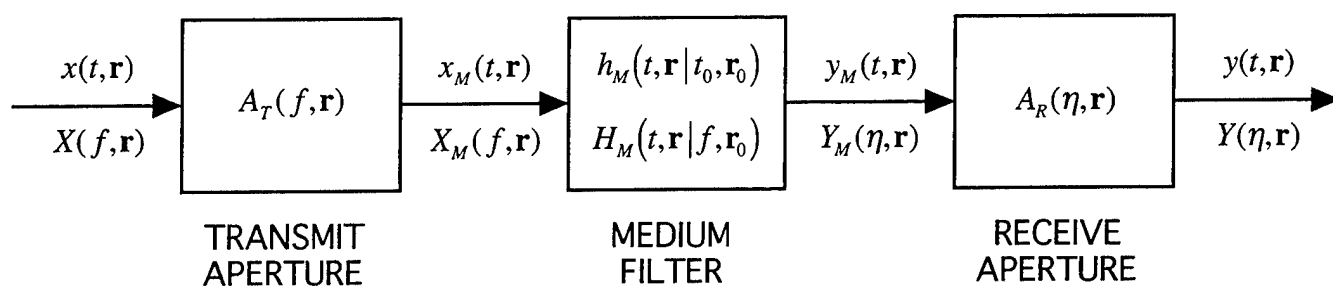 x(t,r)
X(f,r)
A_T(f,r)
x_M(t,r)
X_M(f,r)
h_M(t,r|t_0,r_0)
H_M(t,r|f,r_0)
y_M(t,r)
Y_M(η,r)
A_R(η,r)
y(t,r)
Y(η,r)
TRANSMIT
APERTURE
MEDIUM
FILTER
RECEIVE
APERTURE